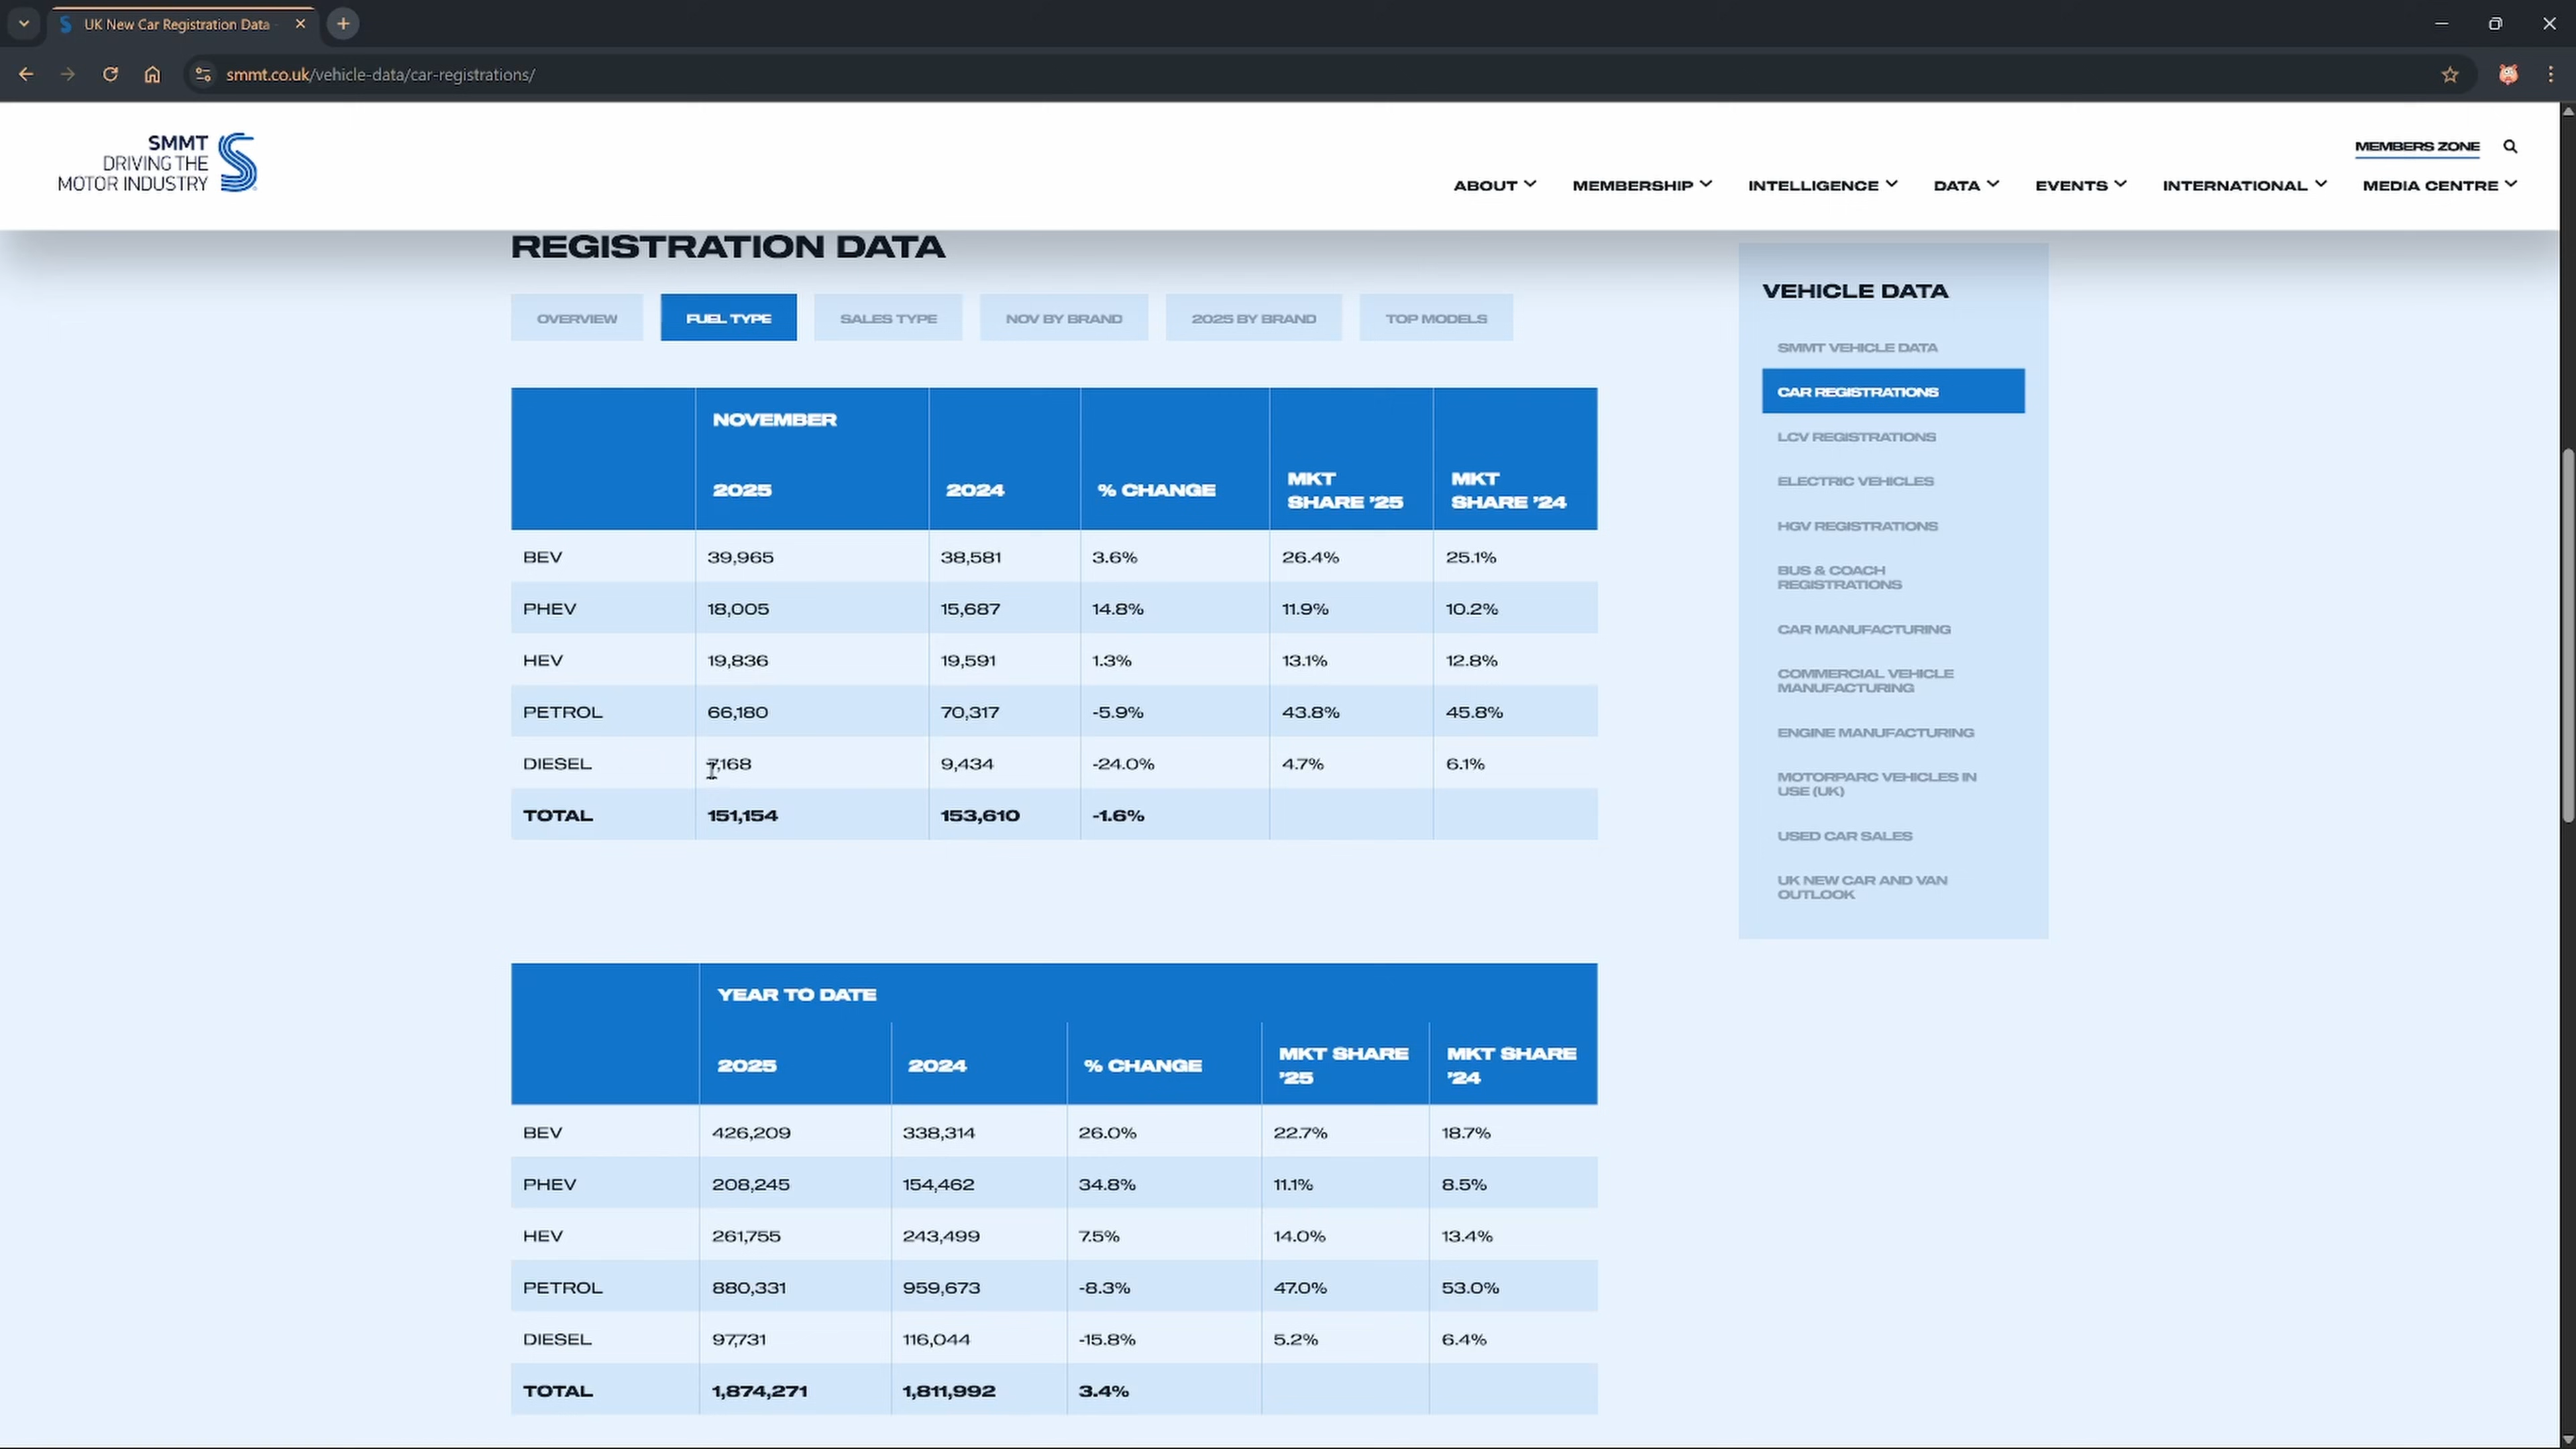 UK New Car Registration Data
smmt.co.uk/vehicle-data/car-registrations/
SMMT
DRIVING THE
MOTOR INDUSTRY
MEMBERS ZONE
ABOUT MEMBERSHIP INTELLIGENCE DATA EVENTS INTERNATIONAL MEDIA CENTRE
REGISTRATION DATA
OVERVIEW FUEL TYPE SALES TYPE NOV BY BRAND 2025 BY BRAND TOP MODELS
NOVEMBER
2025 2024 % CHANGE MKT SHARE '25 MKT SHARE '24
BEV 39,965 38,581 3.6% 26.4% 25.1%
PHEV 18,005 15,687 14.8% 11.9% 10.2%
HEV 19,836 19,591 1.3% 13.1% 12.8%
PETROL 66,180 70,317 -5.9% 43.8% 45.8%
DIESEL 7,168 9,434 -24.0% 4.7% 6.1%
TOTAL 151,154 153,610 -1.6%
YEAR TO DATE
2025 2024 % CHANGE MKT SHARE '25 MKT SHARE '24
BEV 426,209 338,314 26.0% 22.7% 18.7%
PHEV 208,245 154,462 34.8% 11.1% 8.5%
HEV 261,755 243,499 7.5% 14.0% 13.4%
PETROL 880,331 959,673 -8.3% 47.0% 53.0%
DIESEL 97,731 116,044 -15.8% 5.2% 6.4%
TOTAL 1,874,271 1,811,992 3.4%
VEHICLE DATA
SMMT VEHICLE DATA
CAR REGISTRATIONS
LCV REGISTRATIONS
ELECTRIC VEHICLES
HGV REGISTRATIONS
BUS & COACH
REGISTRATIONS
CAR MANUFACTURING
COMMERCIAL VEHICLE
MANUFACTURING
ENGINE MANUFACTURING
MOTORPARC VEHICLES IN
USE (UK)
USED CAR SALES
UK NEW CAR AND VAN
OUTLOOK